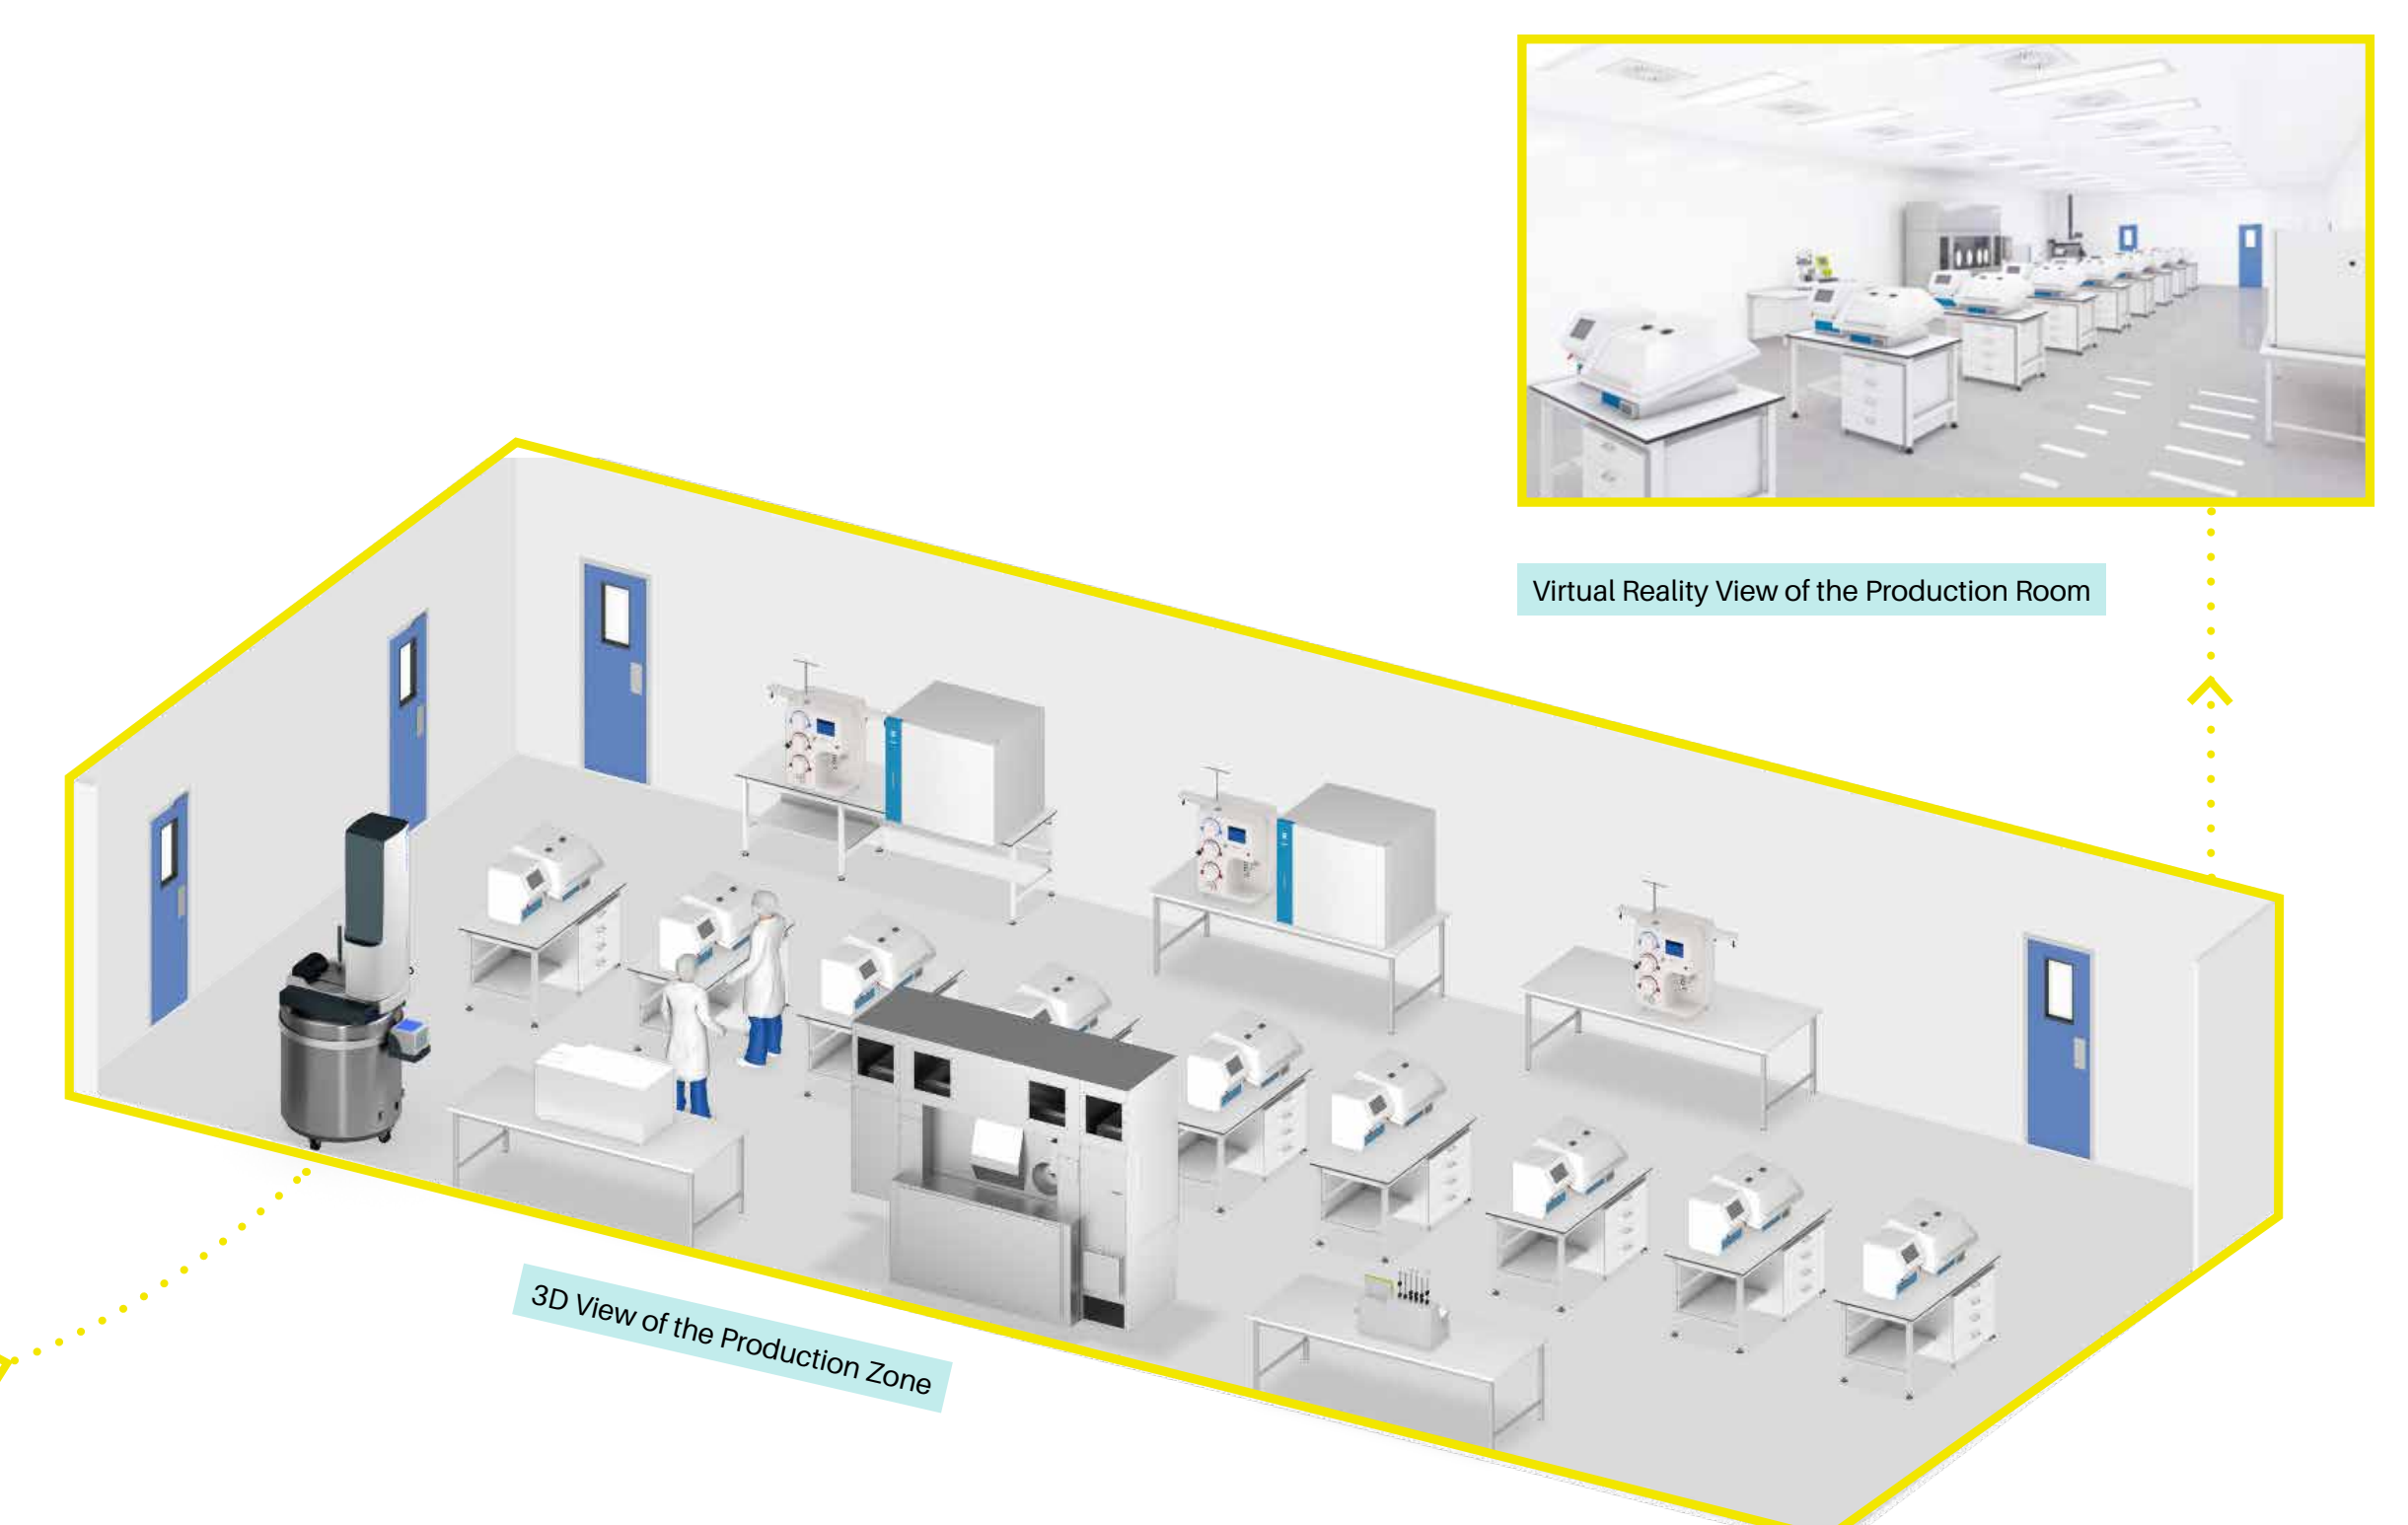 Virtual Reality View of the Production Room
3D View of the Production Zone